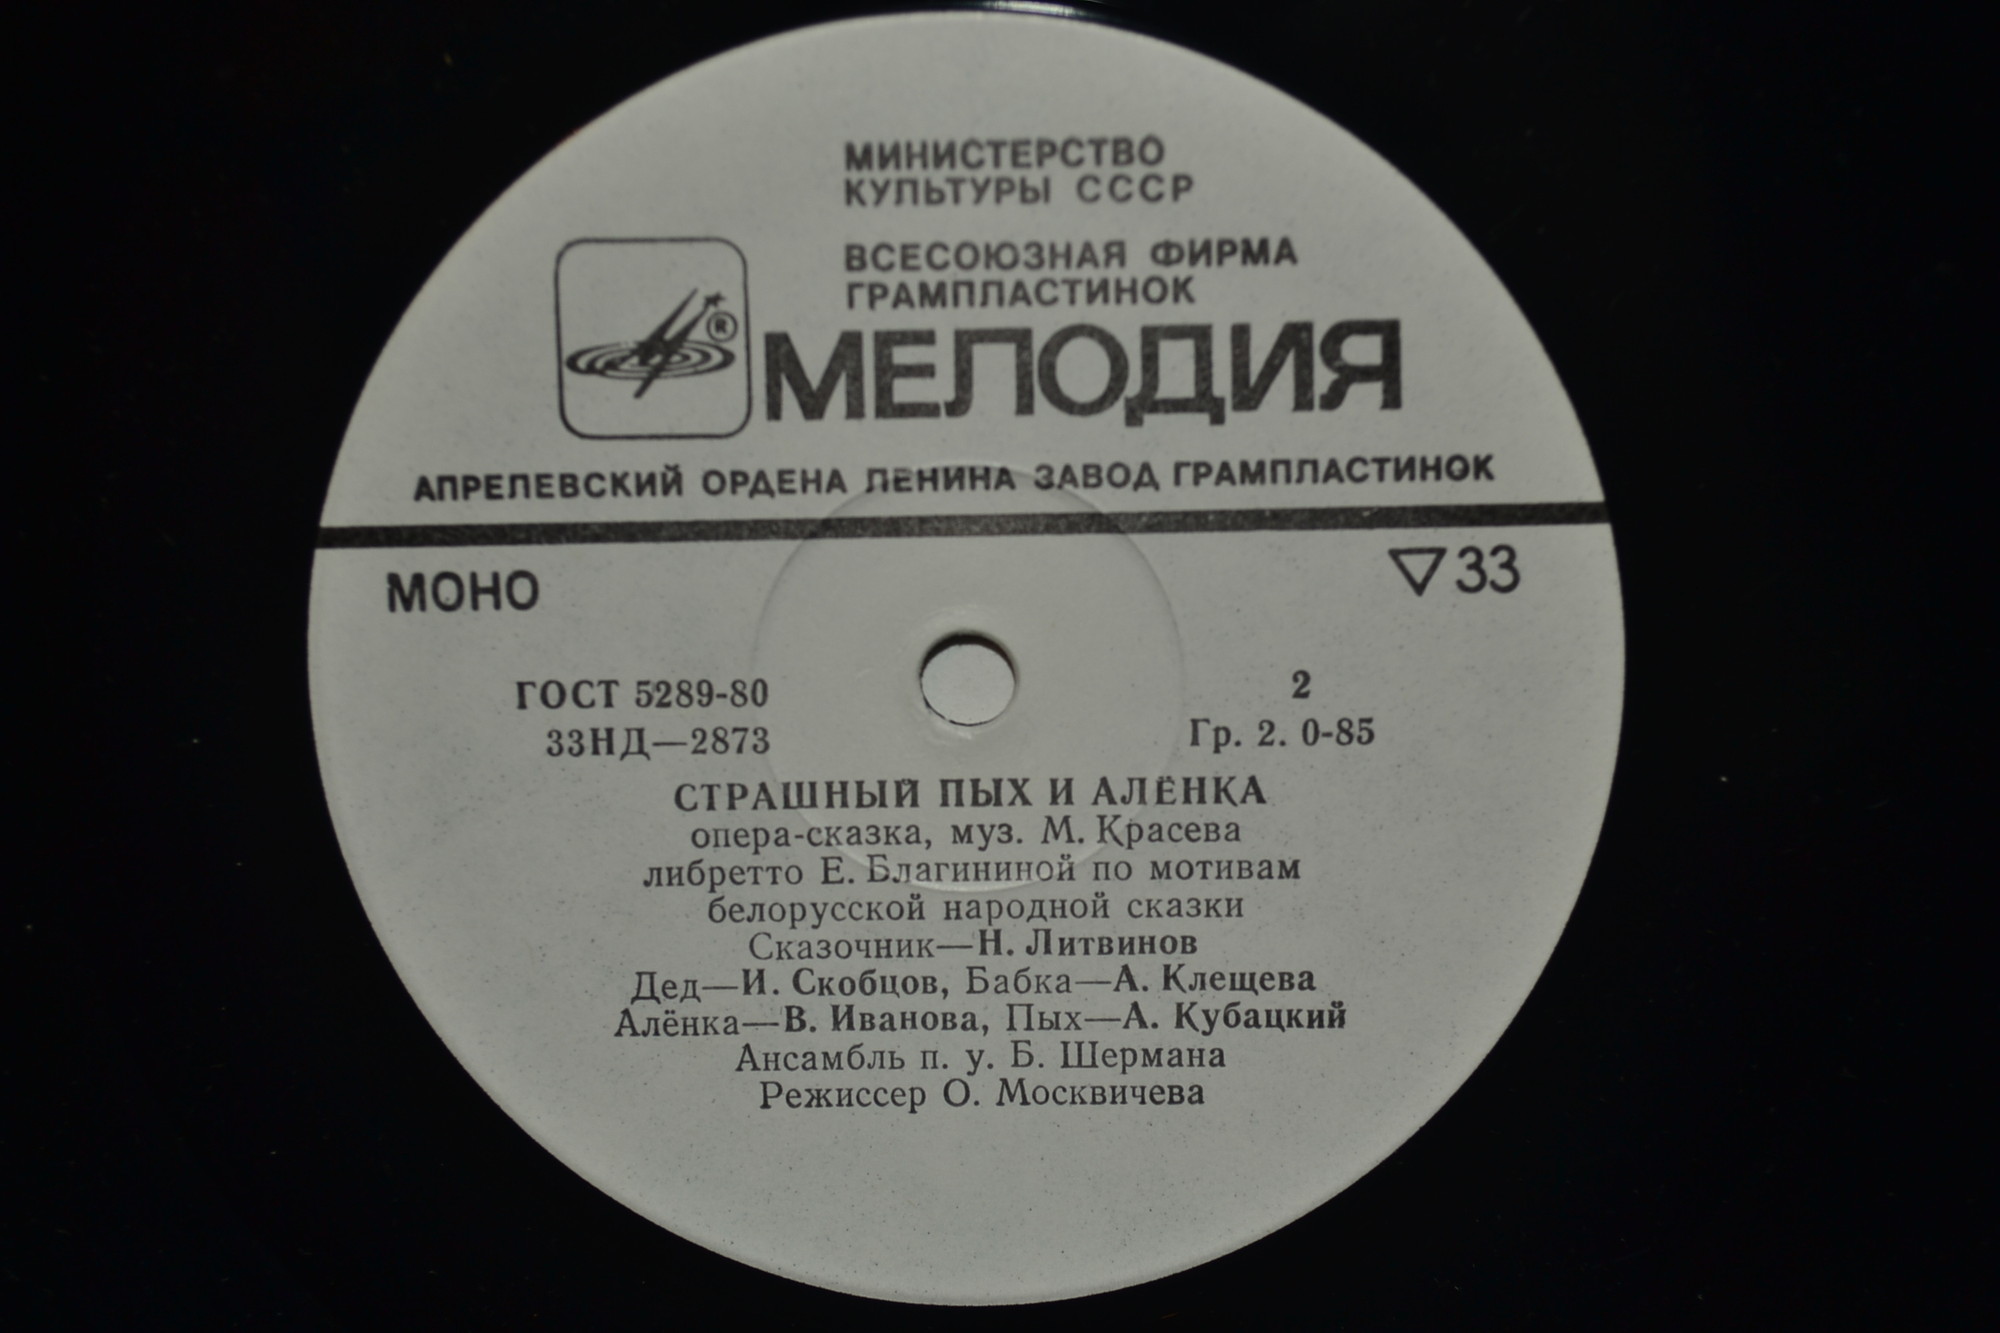 МИНИСТЕРСТВО
КУЛЬТУРЫ СССР
ВСЕСОЮЗНАЯ ФИРМА
ГРАМПЛАСТИНОК
®
МЕЛОДИЯ
АПРЕЛЕВСКИЙ ОРДЕНА ЛЕНИНА ЗАВОД ГРАМПЛАСТИНОК
МОНО
▽33
ГОСТ 5289-80
2
33НД—2873
Гр. 2. 0-85
СТРАШНЫЙ ПЫХ И АЛЁНКА
опера-сказка, муз. М. Красева
либретто Е. Благининой по мотивам
белорусской народной сказки
Сказочник—Н. Литвинов
Дед—И. Скобцов, Бабка—А. Клещева
Алёнка—В. Иванова, Пых—А. Кубацкий
Ансамбль п. у. Б. Шермана
Режиссер О. Москвичева